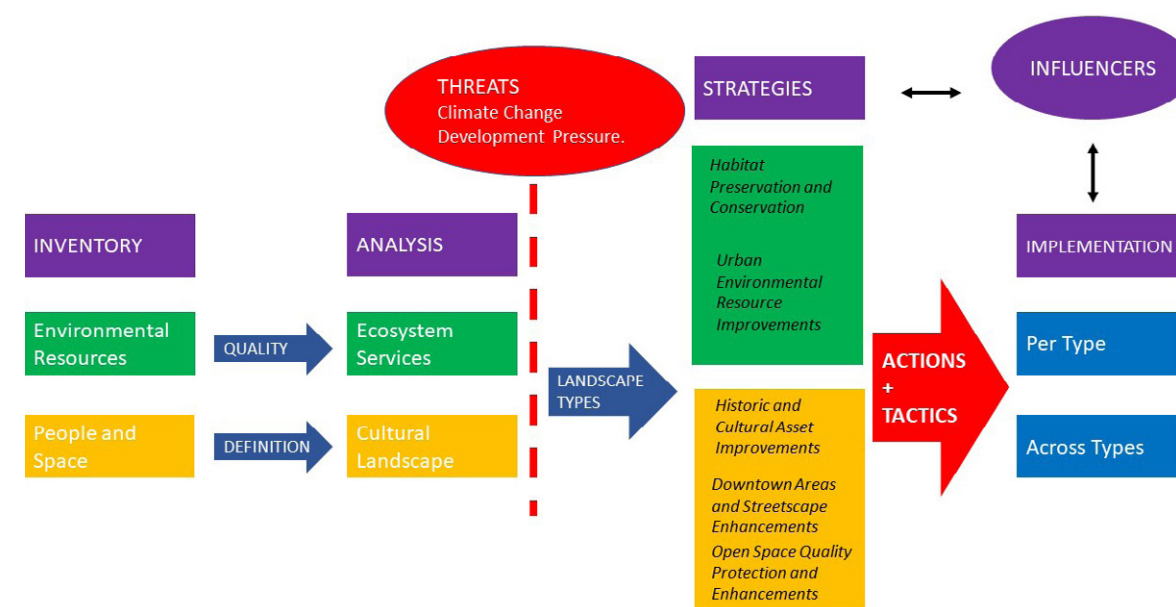 THREATS
Climate Change
Development Pressure.
STRATEGIES
INFLUENCERS
Habitat
Preservation and
Conservation
Urban
Environmental
Resource
Improvements
INVENTORY
ANALYSIS
IMPLEMENTATION
Environmental
Resources
QUALITY
Ecosystem
Services
LANDSCAPE
TYPES
ACTIONS
+
TACTICS
Per Type
People and
Space
DEFINITION
Cultural
Landscape
Historic and
Cultural Asset
Improvements
Downtown Areas
and Streetscape
Enhancements
Open Space Quality
Protection and
Enhancements
Across Types